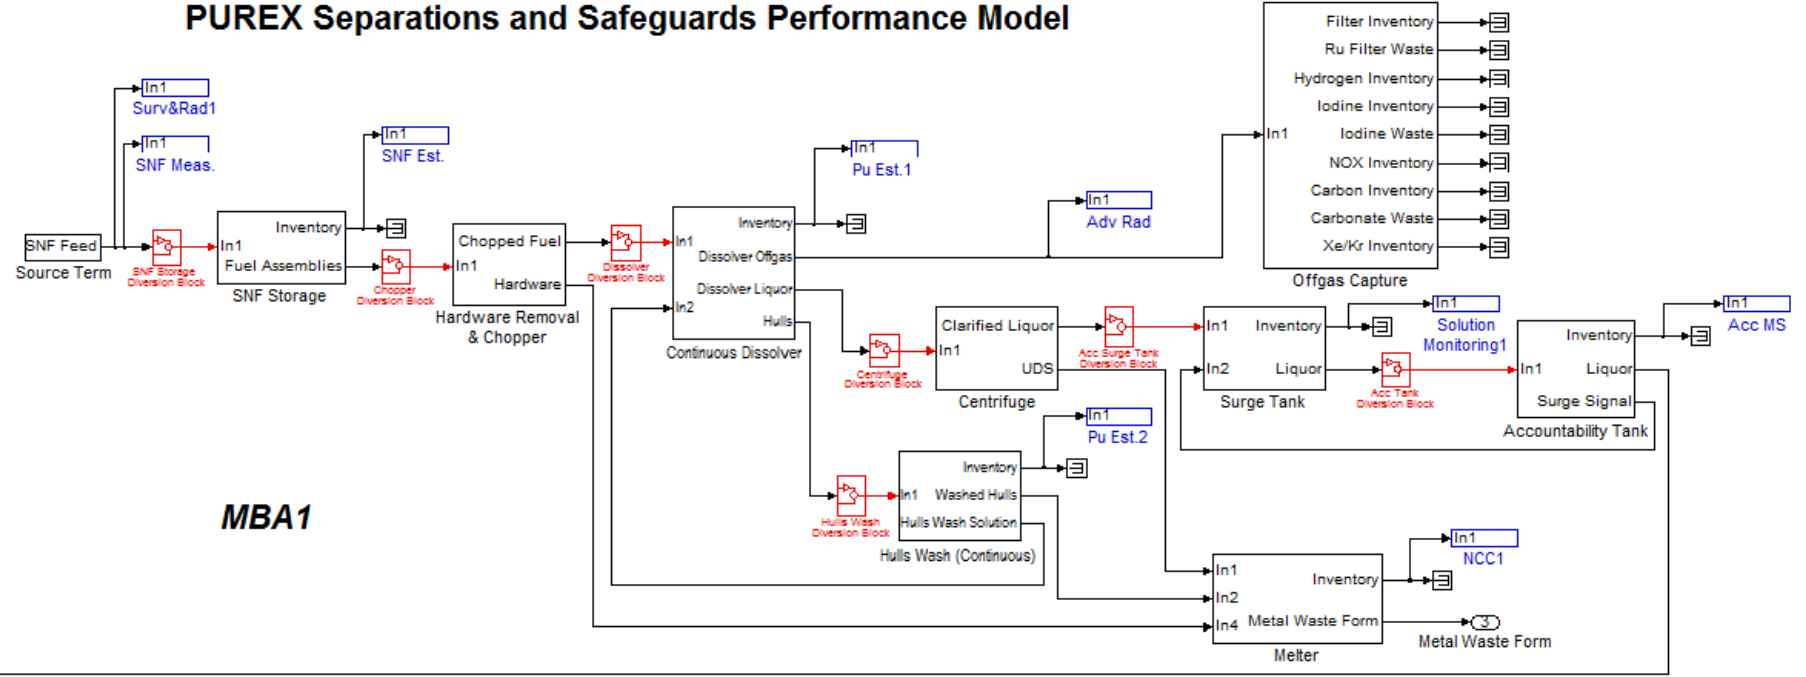 PUREX Separations and Safeguards Performance Model
In1
Surv&Rad1
In1
SNF Meas.
SNF Feed
Source Term
SNF Storage
Diversion Block
In1
Inventory
Fuel Assemblies
SNF Storage
In1
SNF Est.
Chopper
Diversion Block
In1
Chopped Fuel
Hardware
Hardware Removal
& Chopper
Dissolver
Diversion Block
In1
In2
Inventory
Dissolver Offgas
Dissolver Liquor
Hulls
Continuous Dissolver
In1
Pu Est.1
In1
Adv Rad
In1
Filter Inventory
Ru Filter Waste
Hydrogen Inventory
Iodine Inventory
Iodine Waste
NOX Inventory
Carbon Inventory
Carbonate Waste
Xe/Kr Inventory
Offgas Capture
Centrifuge
Diversion Block
In1
Clarified Liquor
UDS
Centrifuge
Acc Surge Tank
Diversion Block
In1
In2
Inventory
Liquor
Surge Tank
In1
Solution
Monitoring1
Acc Tank
Diversion Block
In1
Inventory
Liquor
Surge Signal
Accountability Tank
In1
Acc MS
Hulls Wash
Diversion Block
In1
Inventory
Washed Hulls
Hulls Wash Solution
Hulls Wash (Continuous)
In1
Pu Est.2
MBA1
In1
In2
In4
Inventory
Metal Waste Form
Melter
In1
NCC1
3
Metal Waste Form